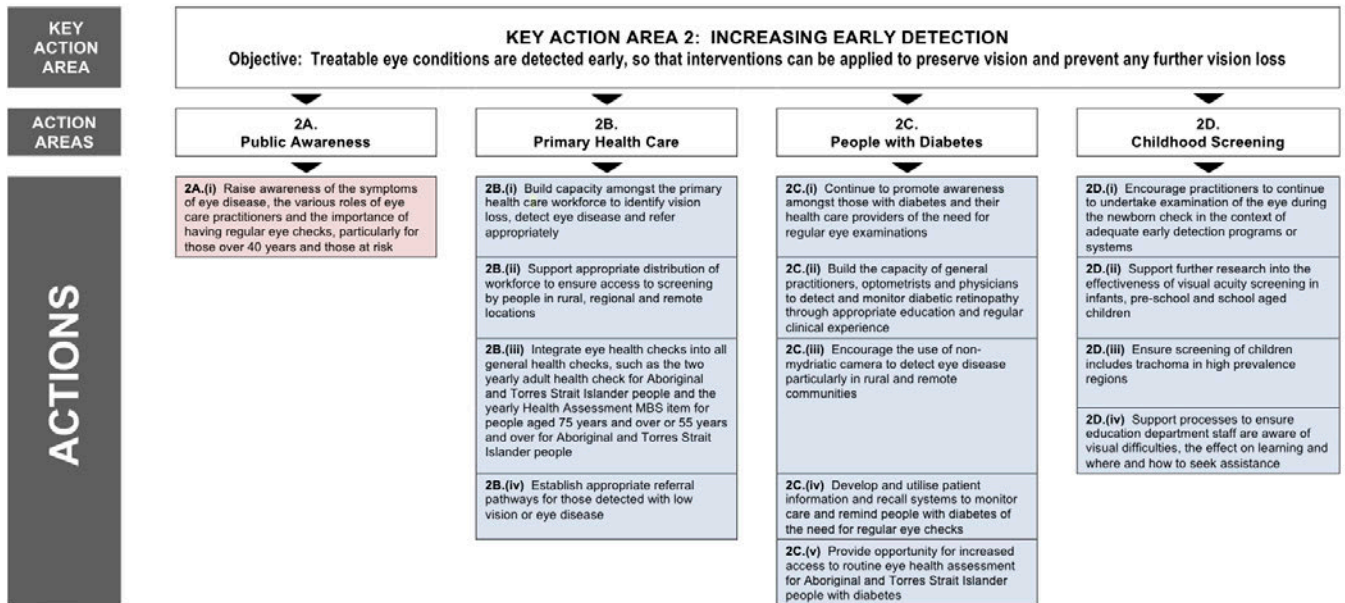 KEY
ACTION
AREA
KEY ACTION AREA 2: INCREASING EARLY DETECTION
Objective: Treatable eye conditions are detected early, so that interventions can be applied to preserve vision and prevent any further vision loss
ACTION
AREAS
2A.
Public Awareness
2B.
Primary Health Care
2C.
People with Diabetes
2D.
Childhood Screening
ACTIONS
2A.(i) Raise awareness of the symptoms
of eye disease, the various roles of eye
care practitioners and the importance of
having regular eye checks, particularly for
those over 40 years and those at risk
2B.(i) Build capacity amongst the primary
health care workforce to identify vision
loss, detect eye disease and refer
appropriately
2B.(ii) Support appropriate distribution of
workforce to ensure access to screening
by people in rural, regional and remote
locations
2B.(iii) Integrate eye health checks into all
general health checks, such as the two
yearly adult health check for Aboriginal
and Torres Strait Islander people and the
yearly Health Assessment MBS item for
people aged 75 years and over or 55 years
and over for Aboriginal and Torres Strait
Islander people
2B.(iv) Establish appropriate referral
pathways for those detected with low
vision or eye disease
2C.(i) Continue to promote awareness
amongst those with diabetes and their
health care providers of the need for
regular eye examinations
2C.(ii) Build the capacity of general
practitioners, optometrists and physicians
to detect and monitor diabetic retinopathy
through appropriate education and regular
clinical experience
2C.(iii) Encourage the use of non-
mydriatic camera to detect eye disease
particularly in rural and remote
communities
2C.(iv) Develop and utilise patient
information and recall systems to monitor
care and remind people with diabetes of
the need for regular eye checks
2C.(v) Provide opportunity for increased
access to routine eye health assessment
for Aboriginal and Torres Strait Islander
people with diabetes
2D.(i) Encourage practitioners to continue
to undertake examination of the eye during
the newborn check in the context of
adequate early detection programs or
systems
2D.(ii) Support further research into the
effectiveness of visual acuity screening in
infants, pre-school and school aged
children
2D.(iii) Ensure screening of children
includes trachoma in high prevalence
regions
2D.(iv) Support processes to ensure
education department staff are aware of
visual difficulties, the effect on learning and
where and how to seek assistance